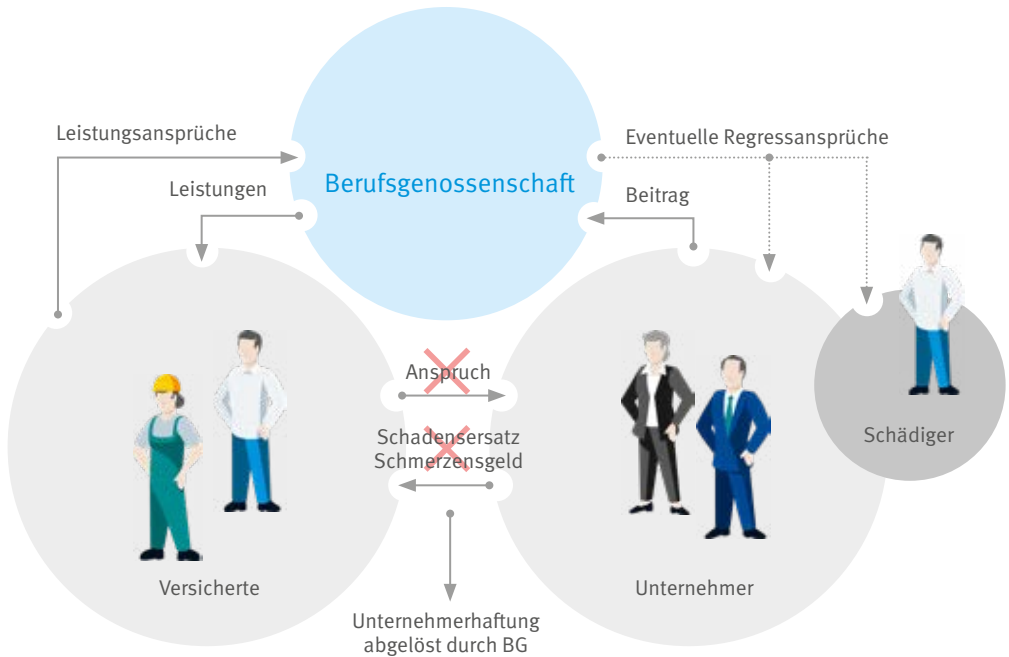 Leistungsansprüche
Eventuelle Regressansprüche
Berufsgenossenschaft
Leistungen
Beitrag
Anspruch
Schadensersatz
Schmerzensgeld
Schädiger
Versicherte
Unternehmer
Unternehmerhaftung
abgelöst durch BG